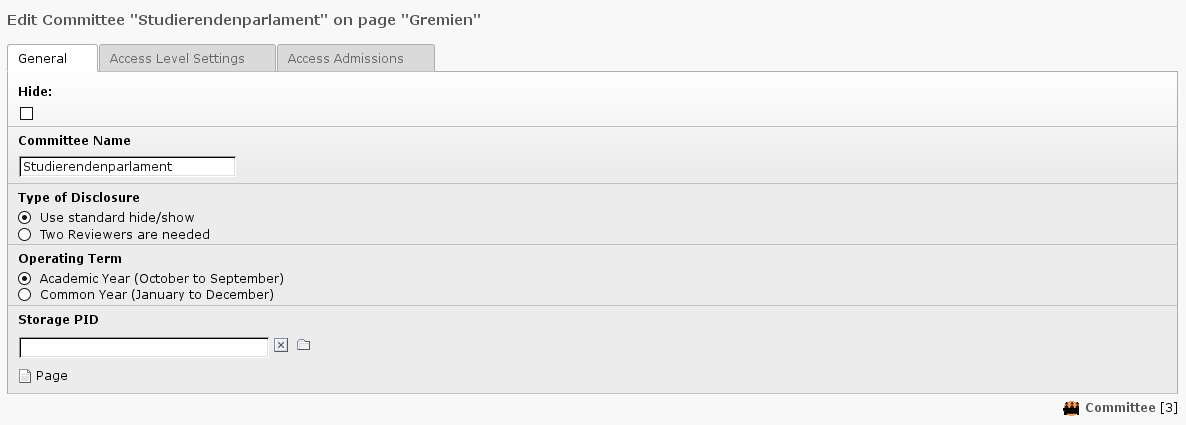 Edit Committee "Studierendenparlament" on page "Gremien"
General Access Level Settings Access Admissions
Hide:
Committee Name
Studierendenparlament
Type of Disclosure
Use standard hide/show
Two Reviewers are needed
Operating Term
Academic Year (October to September)
Common Year (January to December)
Storage PID
Page
Committee [3]